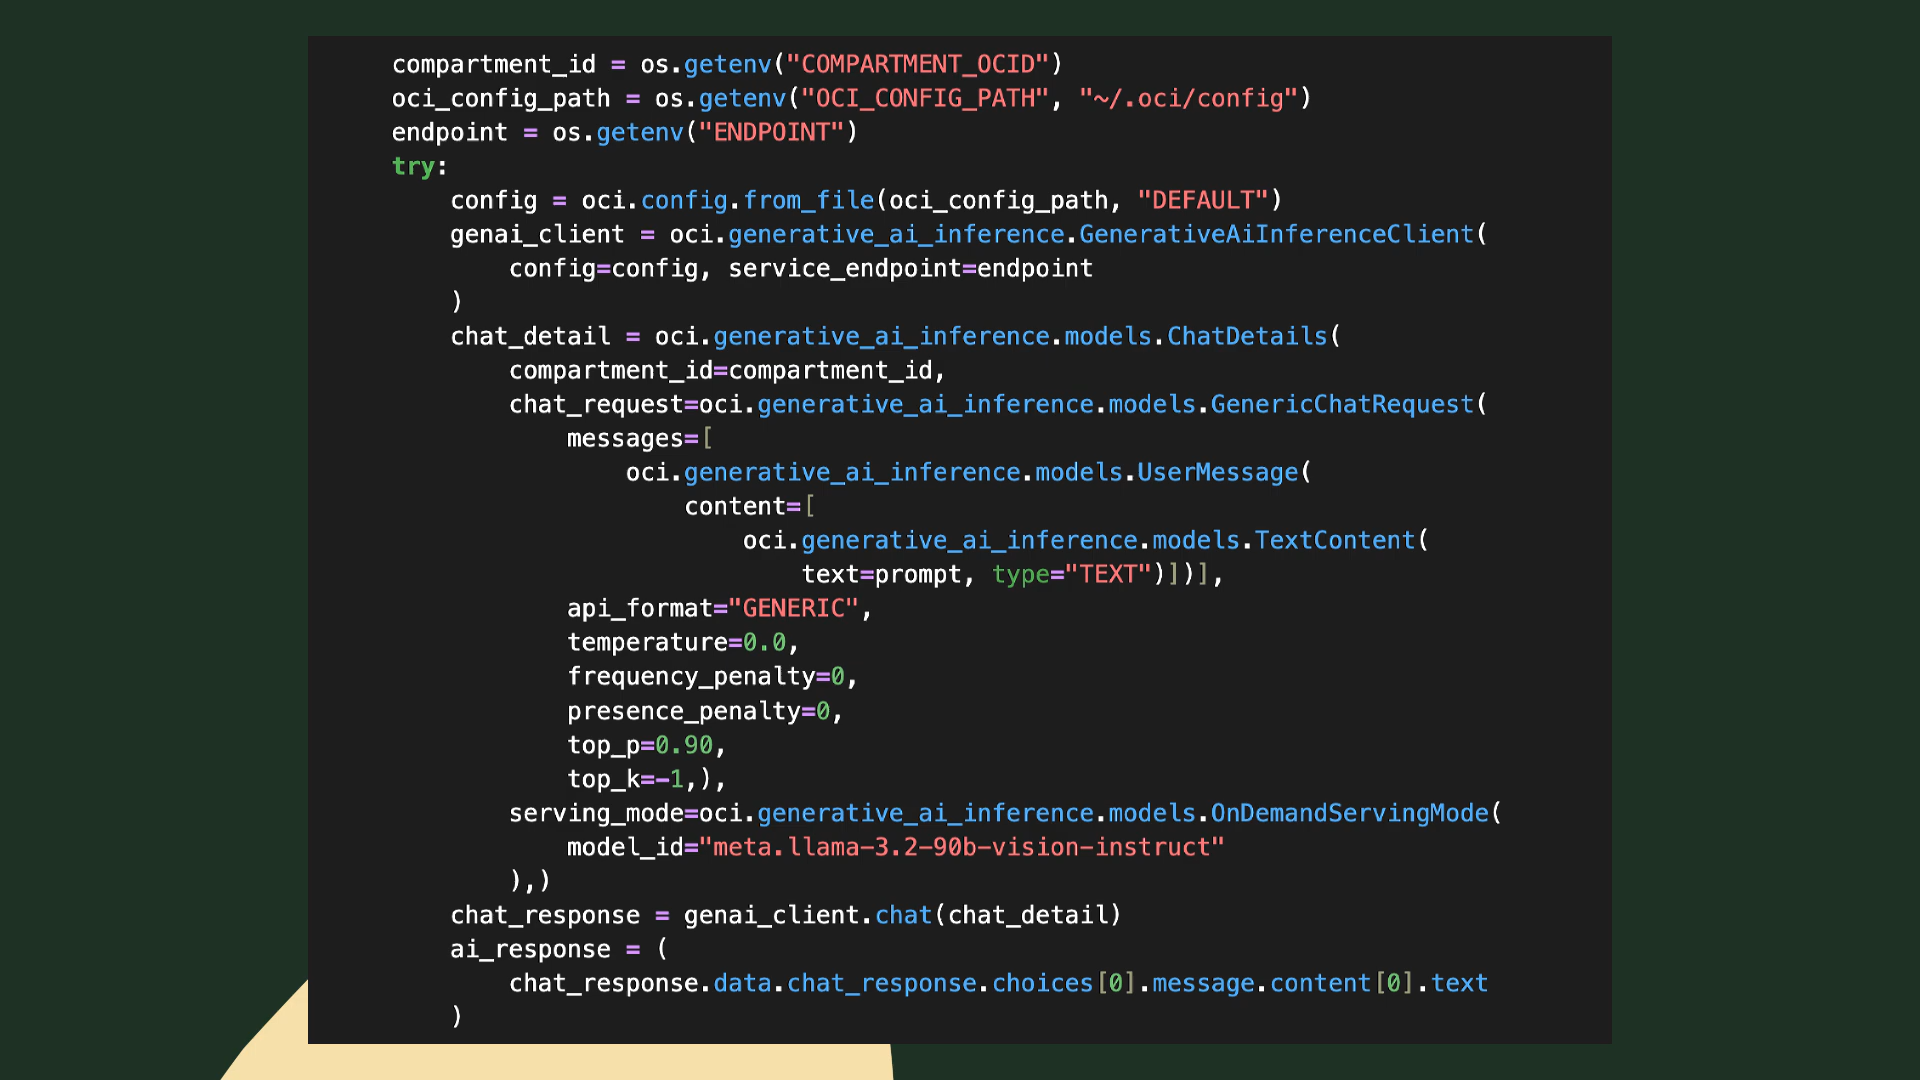 compartment_id = os.getenv("COMPARTMENT_OCID")
oci_config_path = os.getenv("OCI_CONFIG_PATH", "~/.oci/config")
endpoint = os.getenv("ENDPOINT")
try:
    config = oci.config.from_file(oci_config_path, "DEFAULT")
    genai_client = oci.generative_ai_inference.GenerativeAiInferenceClient(
        config=config, service_endpoint=endpoint
    )
    chat_detail = oci.generative_ai_inference.models.ChatDetails(
        compartment_id=compartment_id,
        chat_request=oci.generative_ai_inference.models.GenericChatRequest(
            messages=[
                oci.generative_ai_inference.models.UserMessage(
                    content=[
                        oci.generative_ai_inference.models.TextContent(
                            text=prompt, type="TEXT")])],
            api_format="GENERIC",
            temperature=0.0,
            frequency_penalty=0,
            presence_penalty=0,
            top_p=0.90,
            top_k=-1,),
        serving_mode=oci.generative_ai_inference.models.OnDemandServingMode(
            model_id="meta.llama-3.2-90b-vision-instruct"
        ),)
    chat_response = genai_client.chat(chat_detail)
    ai_response = (
        chat_response.data.chat_response.choices[0].message.content[0].text
    )